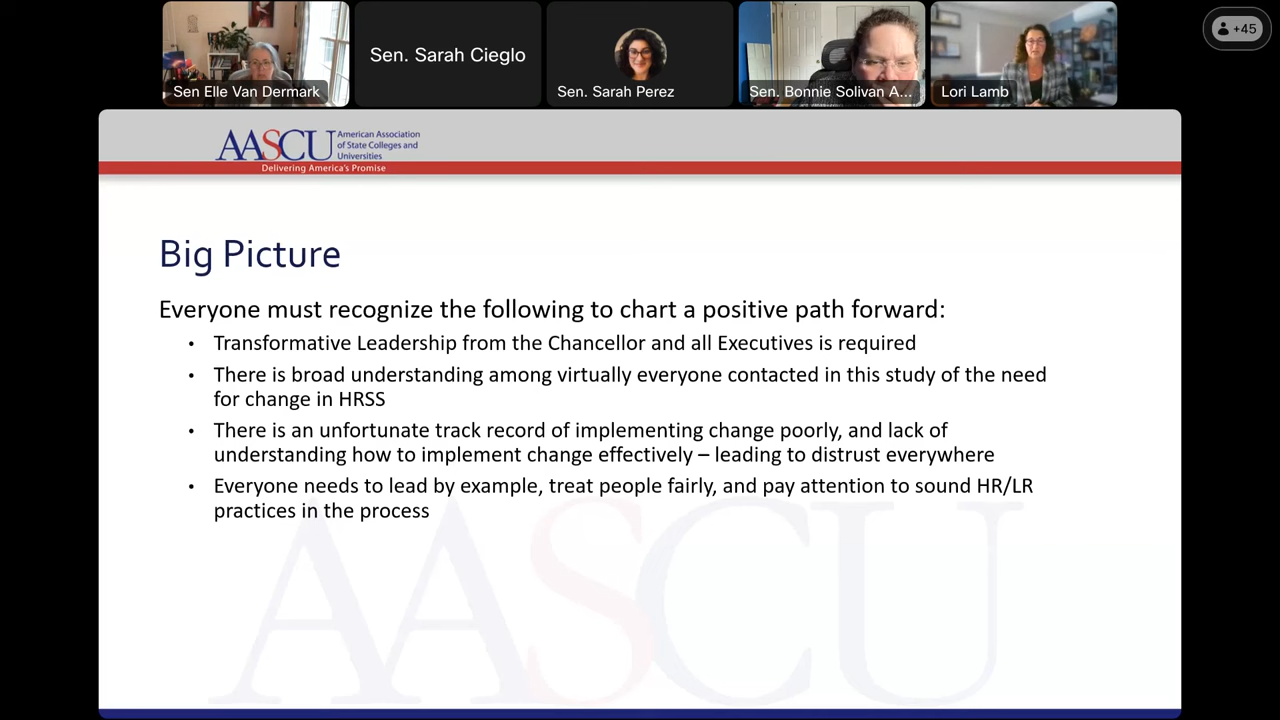 Sen Elle Van Dermark
Sen. Sarah Cieglo
Sen. Sarah Perez
Sen. Bonnie Solivan A...
Lori Lamb
+45
AASCU
American Association
of State Colleges and
Universities
Delivering America's Promise
Big Picture
Everyone must recognize the following to chart a positive path forward:
• Transformative Leadership from the Chancellor and all Executives is required
• There is broad understanding among virtually everyone contacted in this study of the need
for change in HRSS
• There is an unfortunate track record of implementing change poorly, and lack of
understanding how to implement change effectively – leading to distrust everywhere
• Everyone needs to lead by example, treat people fairly, and pay attention to sound HR/LR
practices in the process
AASCU